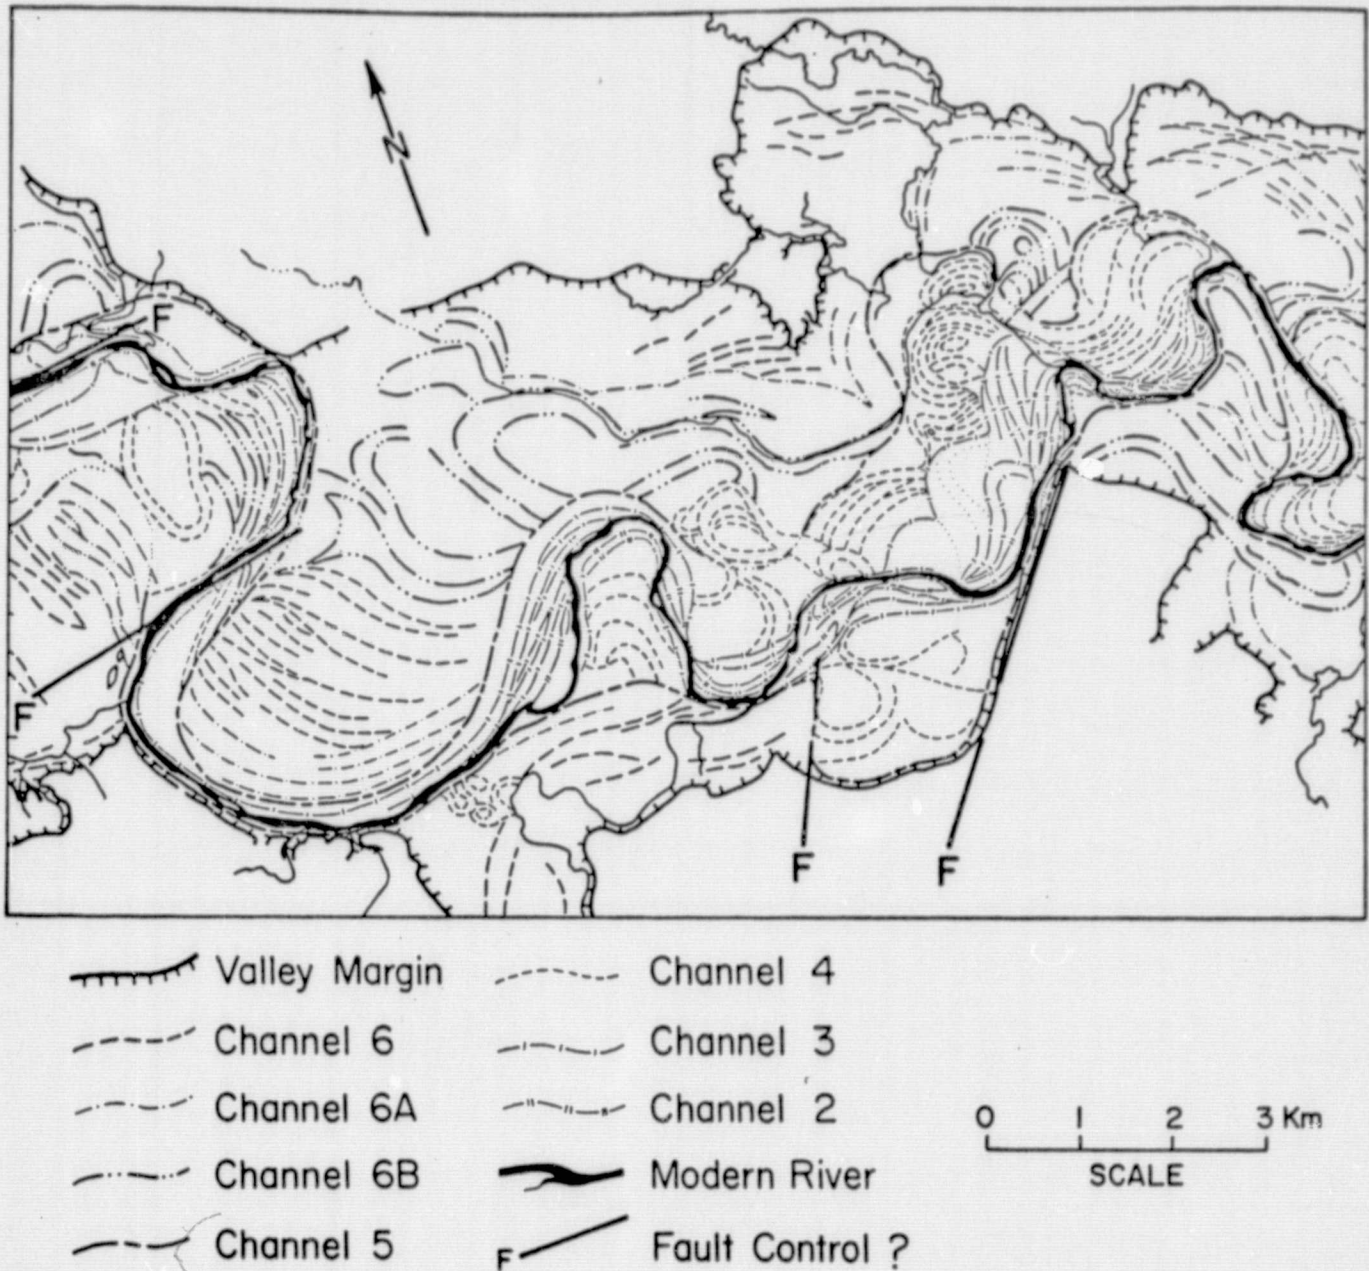 N
F
F
F
F
Valley Margin
Channel 6
Channel 6A
Channel 6B
Channel 5
Channel 4
Channel 3
Channel 2
Modern River
F Fault Control ?
0 1 2 3 Km
SCALE